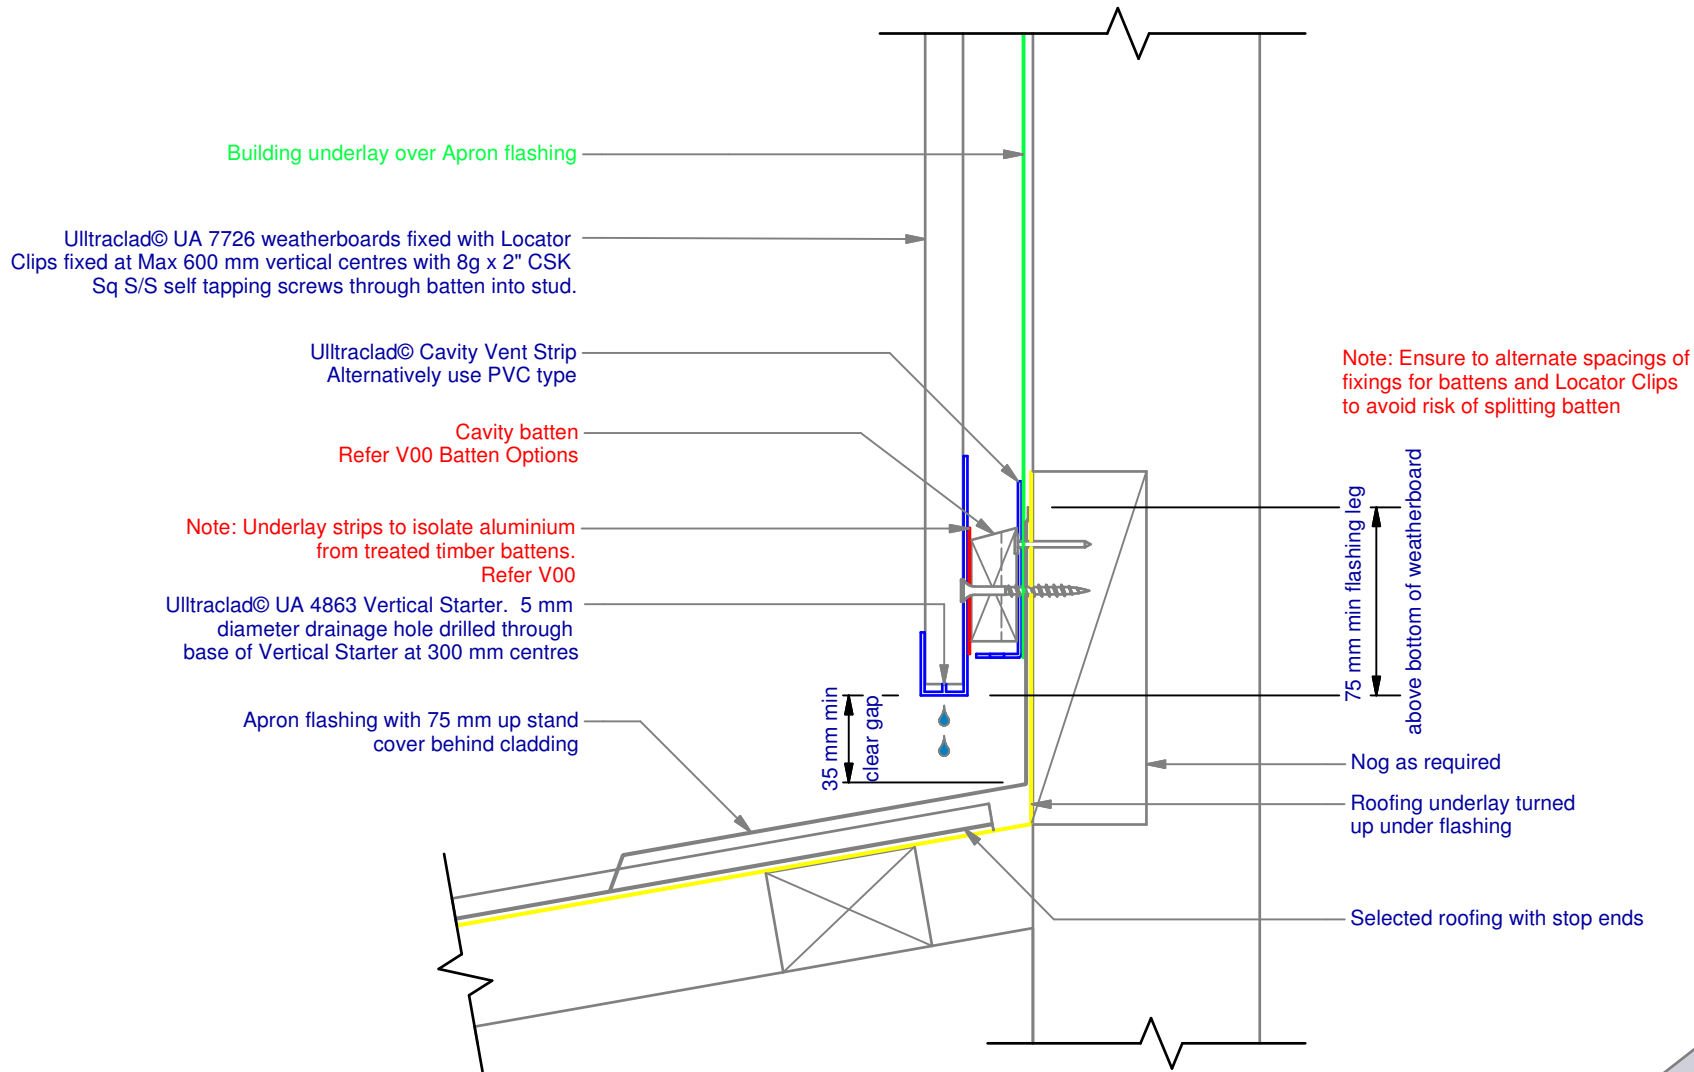 Building underlay over Apron flashing
Ulltraclad© UA 7726 weatherboards fixed with Locator
Clips fixed at Max 600 mm vertical centres with 8g x 2" CSK
Sq S/S self tapping screws through batten into stud.
Ulltraclad© Cavity Vent Strip
Alternatively use PVC type
Cavity batten
Refer V00 Batten Options
Note: Underlay strips to isolate aluminium
from treated timber battens.
Refer V00
Ulltraclad© UA 4863 Vertical Starter. 5 mm
diameter drainage hole drilled through
base of Vertical Starter at 300 mm centres
Apron flashing with 75 mm up stand
cover behind cladding
35 mm min
clear gap
Note: Ensure to alternate spacings of
fixings for battens and Locator Clips
to avoid risk of splitting batten
75 mm min flashing leg
above bottom of weatherboard
Nog as required
Roofing underlay turned
up under flashing
Selected roofing with stop ends